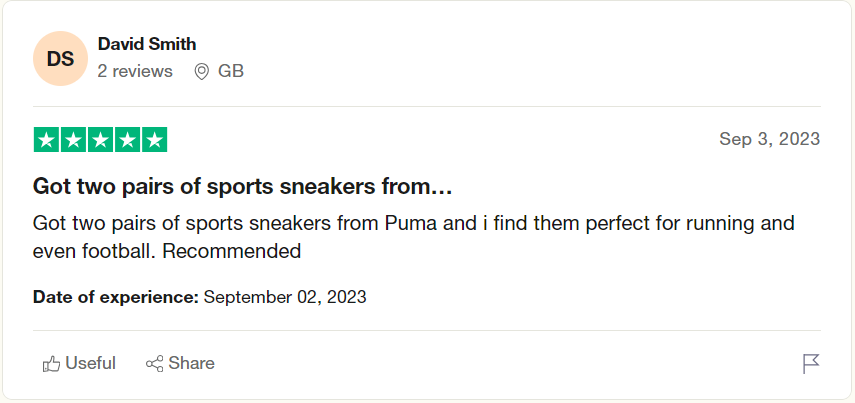 DS
David Smith
2 reviews
GB
Sep 3, 2023
Got two pairs of sports sneakers from…
Got two pairs of sports sneakers from Puma and i find them perfect for running and
even football. Recommended
Date of experience: September 02, 2023
Useful
Share